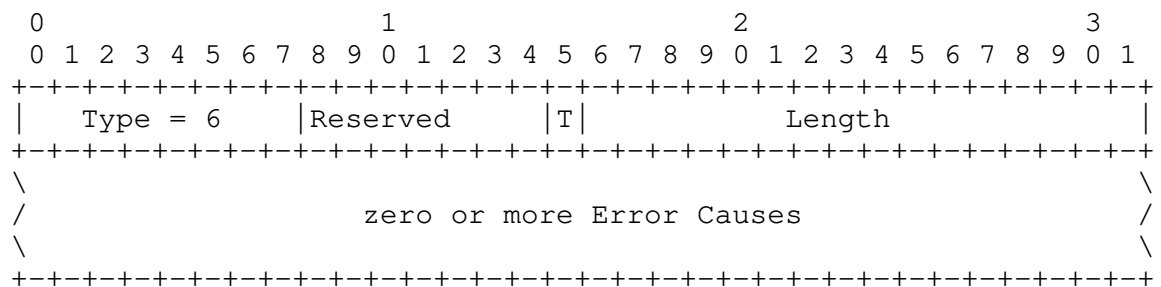 0                   1                   2                   3
 0 1 2 3 4 5 6 7 8 9 0 1 2 3 4 5 6 7 8 9 0 1 2 3 4 5 6 7 8 9 0 1
+-+-+-+-+-+-+-+-+-+-+-+-+-+-+-+-+-+-+-+-+-+-+-+-+-+-+-+-+-+-+-+-+
|   Type = 6    |Reserved     |T|           Length              |
+-+-+-+-+-+-+-+-+-+-+-+-+-+-+-+-+-+-+-+-+-+-+-+-+-+-+-+-+-+-+-+-+
\                                                               \
/                   zero or more Error Causes                   /
\                                                               \
+-+-+-+-+-+-+-+-+-+-+-+-+-+-+-+-+-+-+-+-+-+-+-+-+-+-+-+-+-+-+-+-+